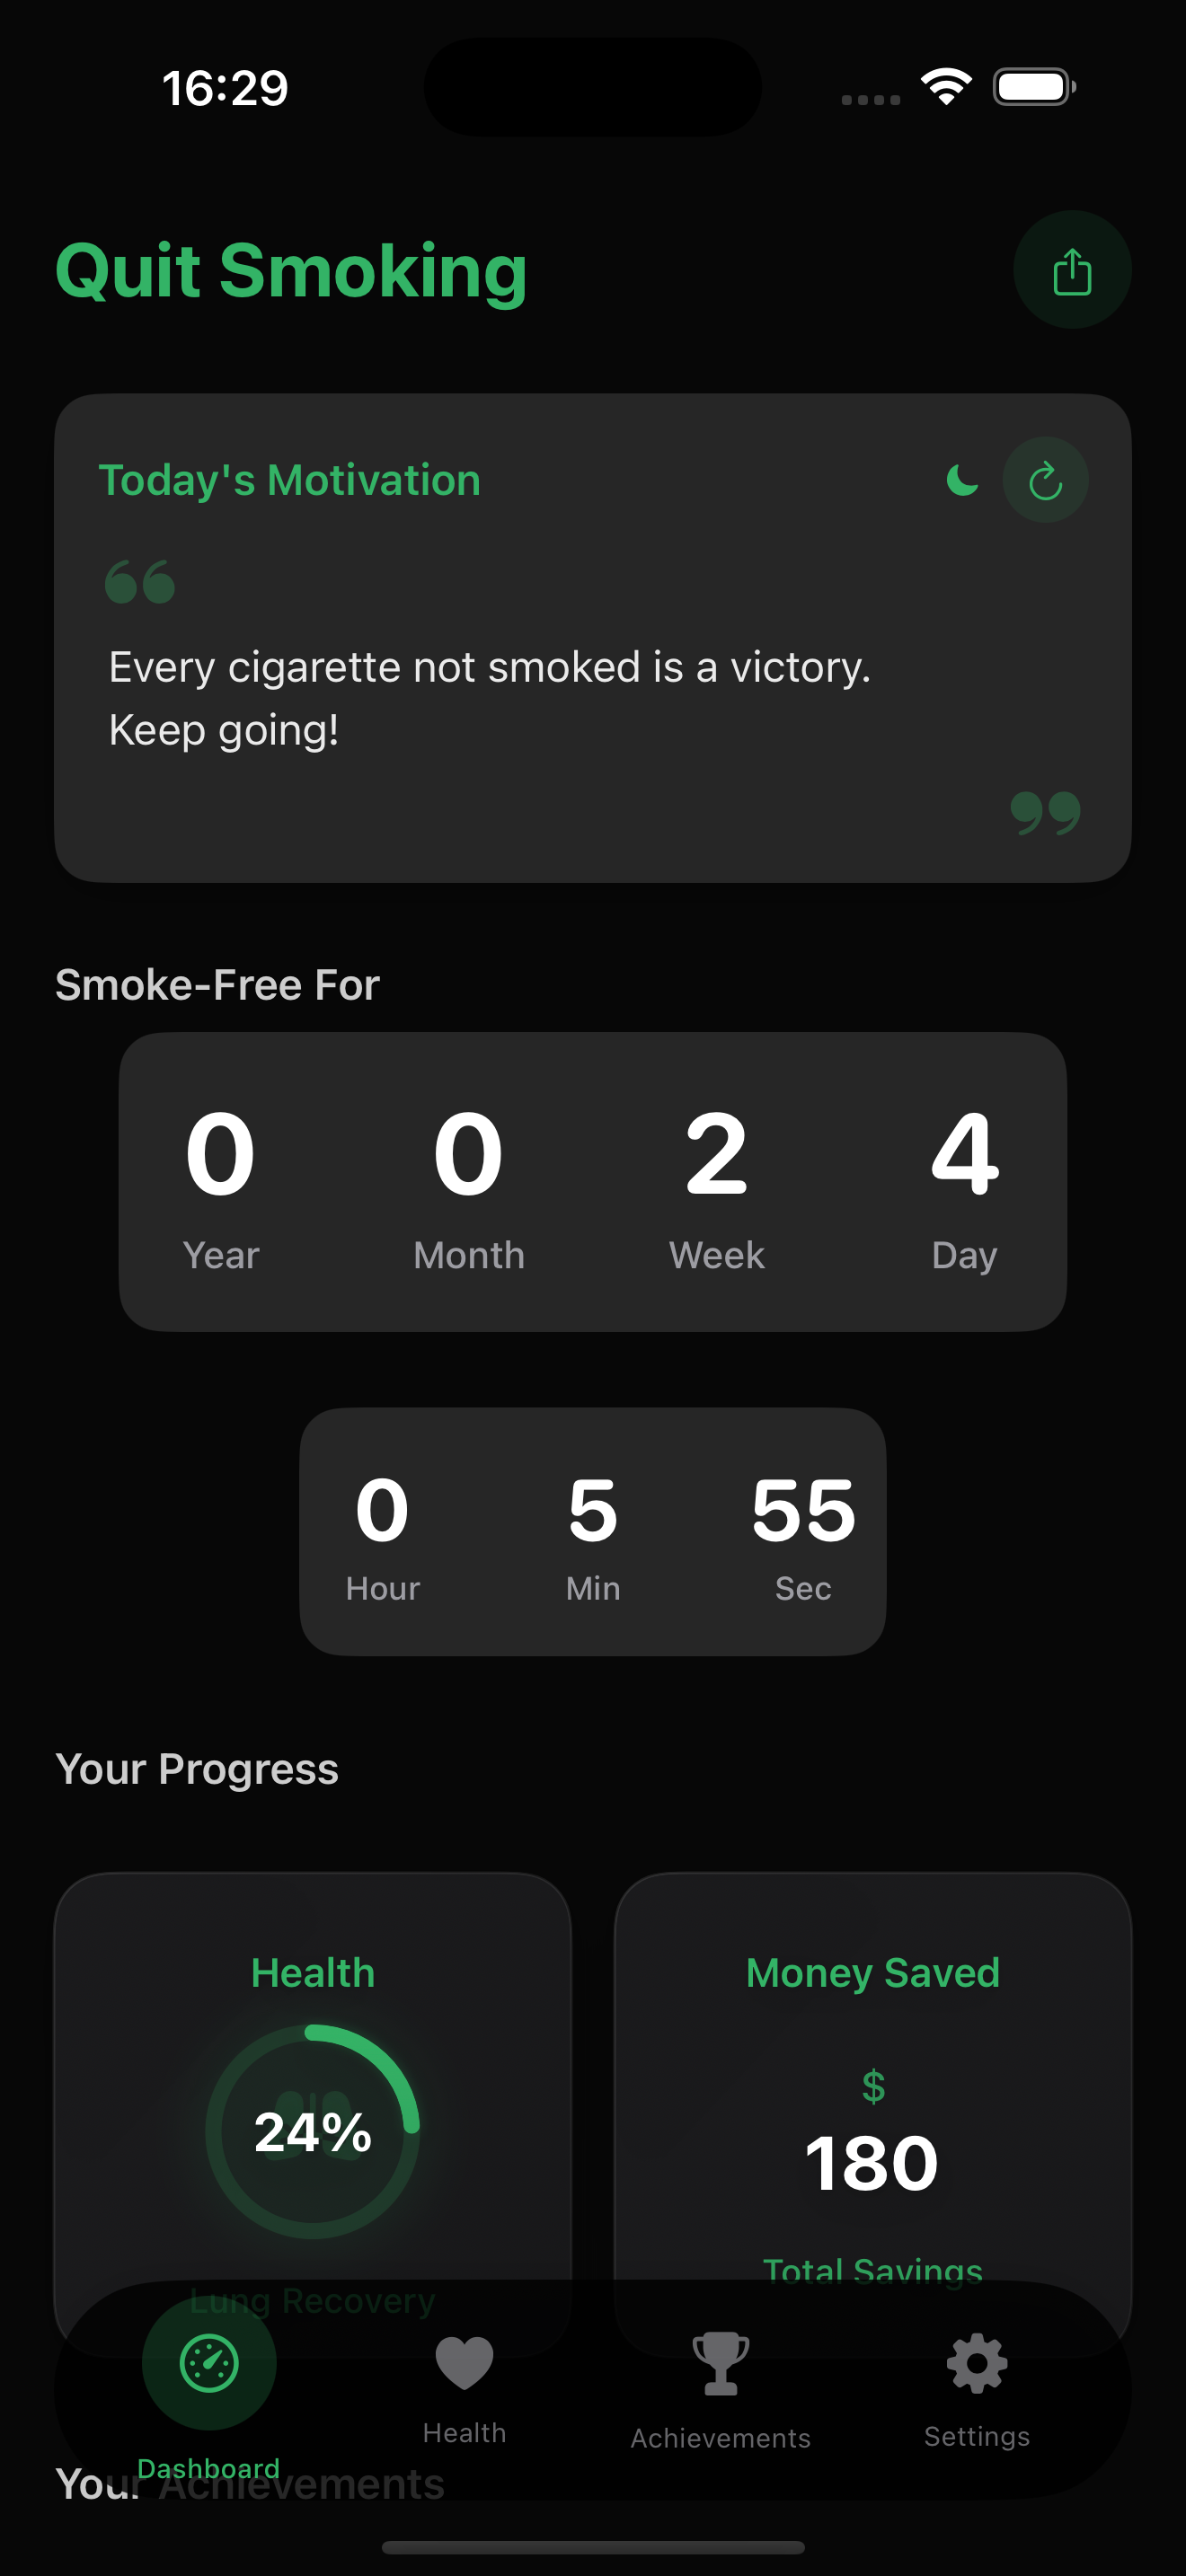 16:29
Quit Smoking
Today's Motivation
Every cigarette not smoked is a victory.
Keep going!
Smoke-Free For
0 0 2 4
Year Month Week Day
0 5 55
Hour Min Sec
Your Progress
Health
24%
Lung Recovery
Money Saved
$
180
Total Savings
Dashboard
Health
Achievements
Settings
Your Achievements